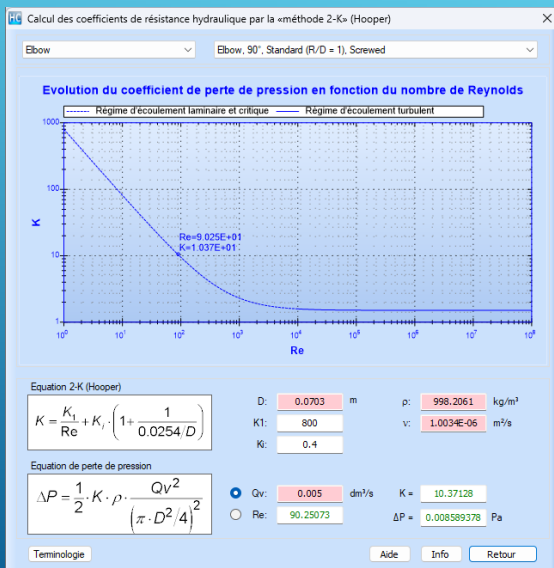 HC Calcul des coefficients de résistance hydraulique par la «méthode 2-K» (Hooper)
Elbow
Elbow, 90°, Standard (R/D = 1), Screwed
Evolution du coefficient de perte de pression en fonction du nombre de Reynolds
Régime d'écoulement laminaire et critique
Régime d'écoulement turbulent
1000
100
10
1
K
Re=9.025E+01
K=1.037E+01
10⁰ 10¹ 10² 10³ 10⁴ 10⁵ 10⁶ 10⁷ 10⁸
Re
Equation 2-K (Hooper)
K = K₁/Re + Kᵢ · (1 + 1/(0.0254/D))
D: 0.0703 m
K1: 800
Ki: 0.4
ρ: 998.2061 kg/m³
ν: 1.0034E-06 m²/s
Equation de perte de pression
ΔP = 1/2 · K · ρ · Qv²/(π · D²/4)²
Qv: 0.005 dm³/s
Re: 90.25073
K = 10.37128
ΔP = 0.008589378 Pa
Terminologie
Aide
Info
Retour